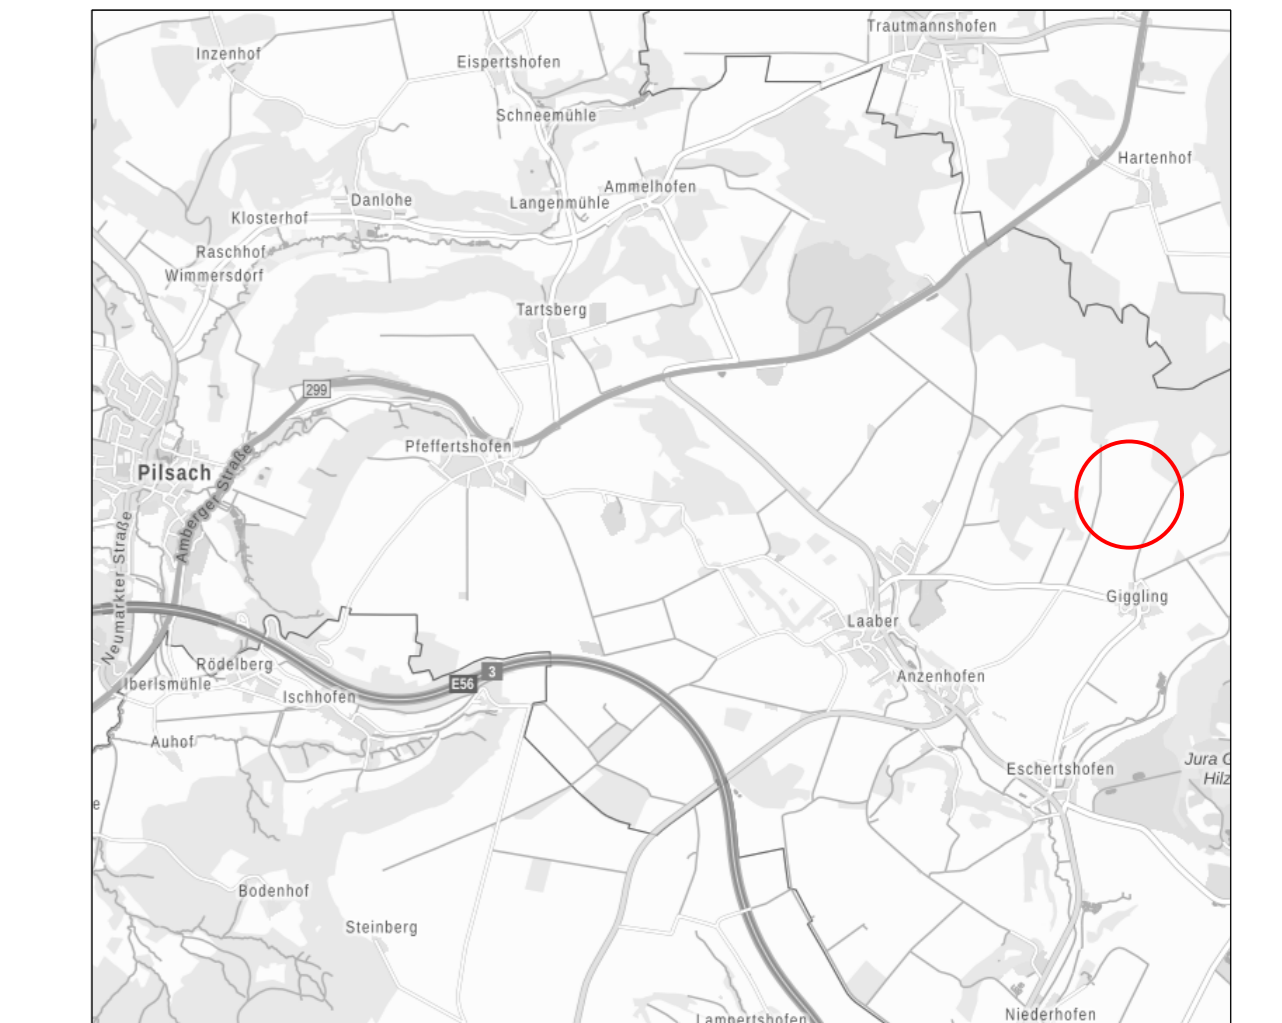 Trautmannshofen
Inzenhof
Eispertshofen
Schneemühle
Hartenhof
Ammelhofen
Danlohe
Langenmühle
Klosterhof
Raschhof
Wimmersdorf
Tartsberg
299
Pfeffertshofen
Pilsach
Amberger Straße
Neumarkter Straße
Giggling
Laaber
Rödelberg
3
E56
Iberlsmühle
Ischhofen
Anzenhofen
Auhof
Eschertshofen
Jura G
Hilz
e
Bodenhof
Steinberg
Niederhofen
Lampertshofen